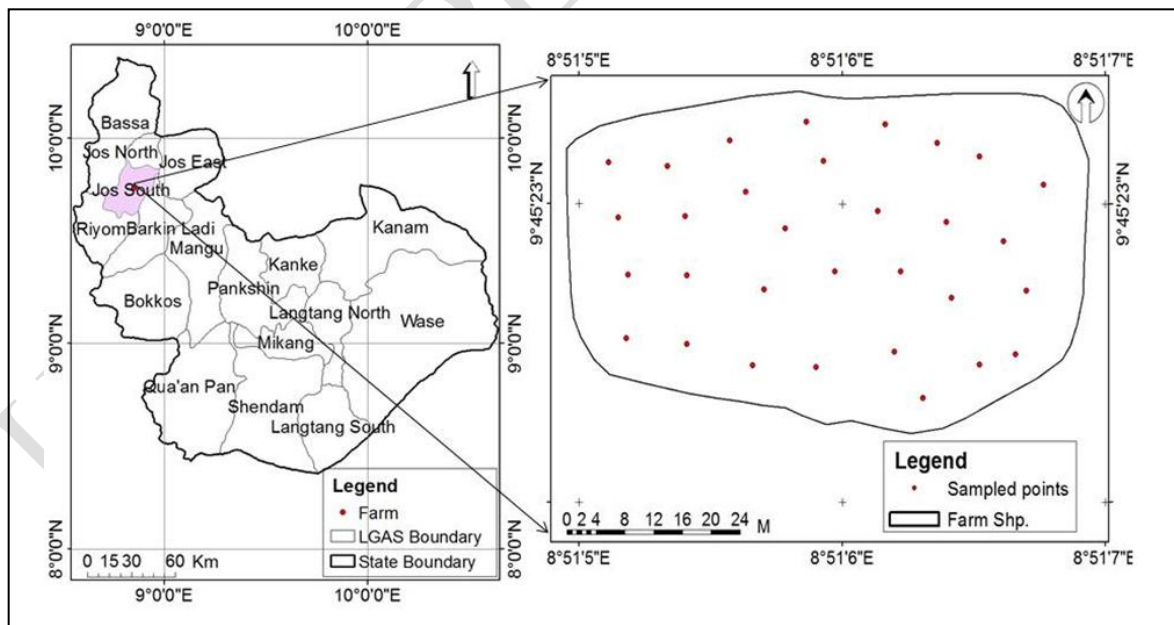 9°0'0"E 10°0'0"E
10°0'0"N
9°0'0"N
8°0'0"N
Bassa
Jos North
Jos East
Jos South
Riyom
Barkin Ladi
Mangu
Kanam
Kanke
Bokkos
Pankshin
Langtang North
Wase
Mikang
Qua'an Pan
Shendam
Langtang South
Legend
Farm
LGAS Boundary
State Boundary
0 15 30 60 Km
10°0'0"N
9°0'0"N
8°0'0"N
9°0'0"E 10°0'0"E
8°51'5"E 8°51'6"E 8°51'7"E
9°45'23"N
9°45'23"N
Legend
Sampled points
Farm Shp.
0 2 4 8 12 16 20 24 M
8°51'5"E 8°51'6"E 8°51'7"E